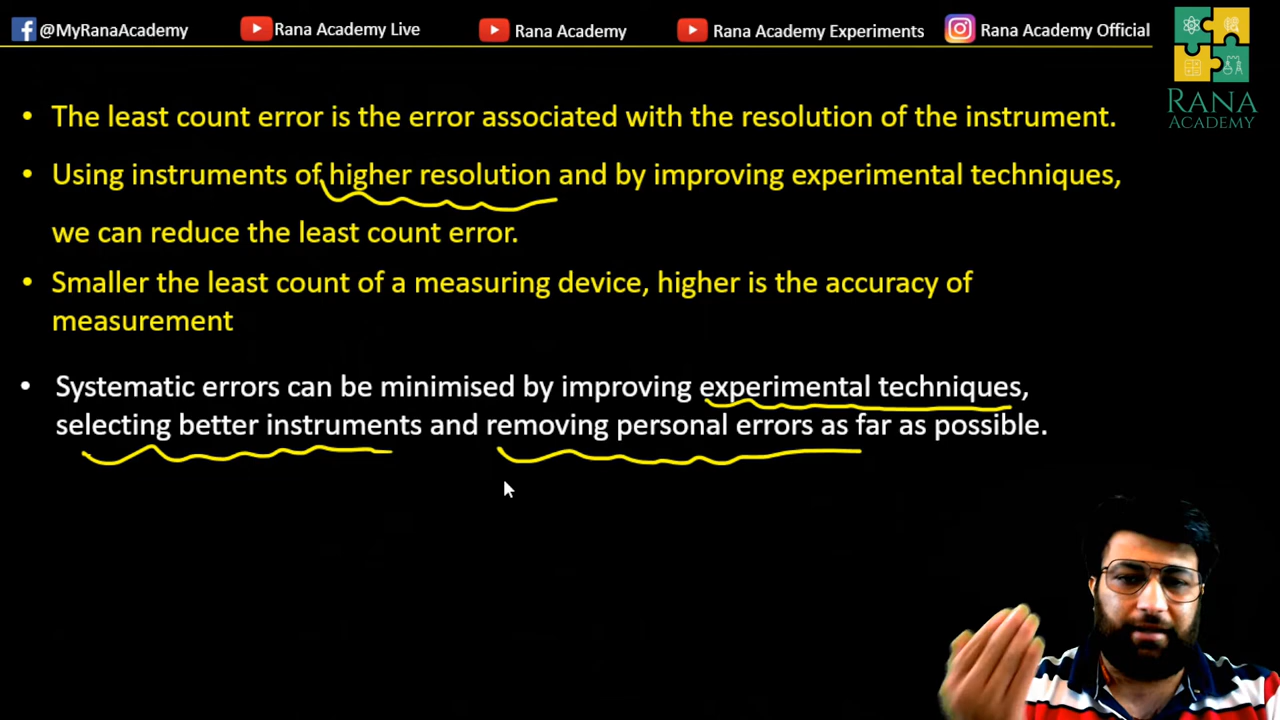 @MyRanaAcademy Rana Academy Live Rana Academy Rana Academy Experiments Rana Academy Official
RANA
ACADEMY
• The least count error is the error associated with the resolution of the instrument.
• Using instruments of higher resolution and by improving experimental techniques,
we can reduce the least count error.
• Smaller the least count of a measuring device, higher is the accuracy of
measurement
• Systematic errors can be minimised by improving experimental techniques,
selecting better instruments and removing personal errors as far as possible.